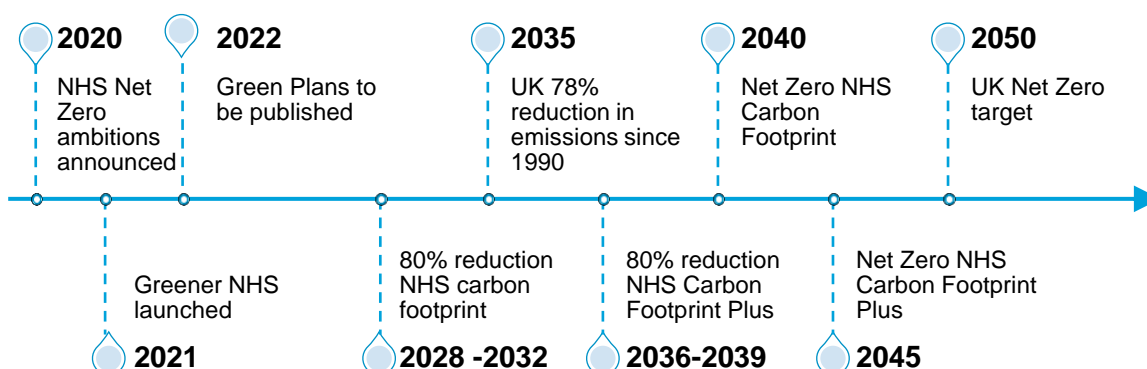 2020
NHS Net
Zero
ambitions
announced
2022
Green Plans to
be published
2035
UK 78%
reduction in
emissions since
1990
2040
Net Zero NHS
Carbon
Footprint
2050
UK Net Zero
target
Greener NHS
launched
2021
80% reduction
NHS carbon
footprint
2028 -2032
80% reduction
NHS Carbon
Footprint Plus
2036-2039
Net Zero NHS
Carbon Footprint
Plus
2045